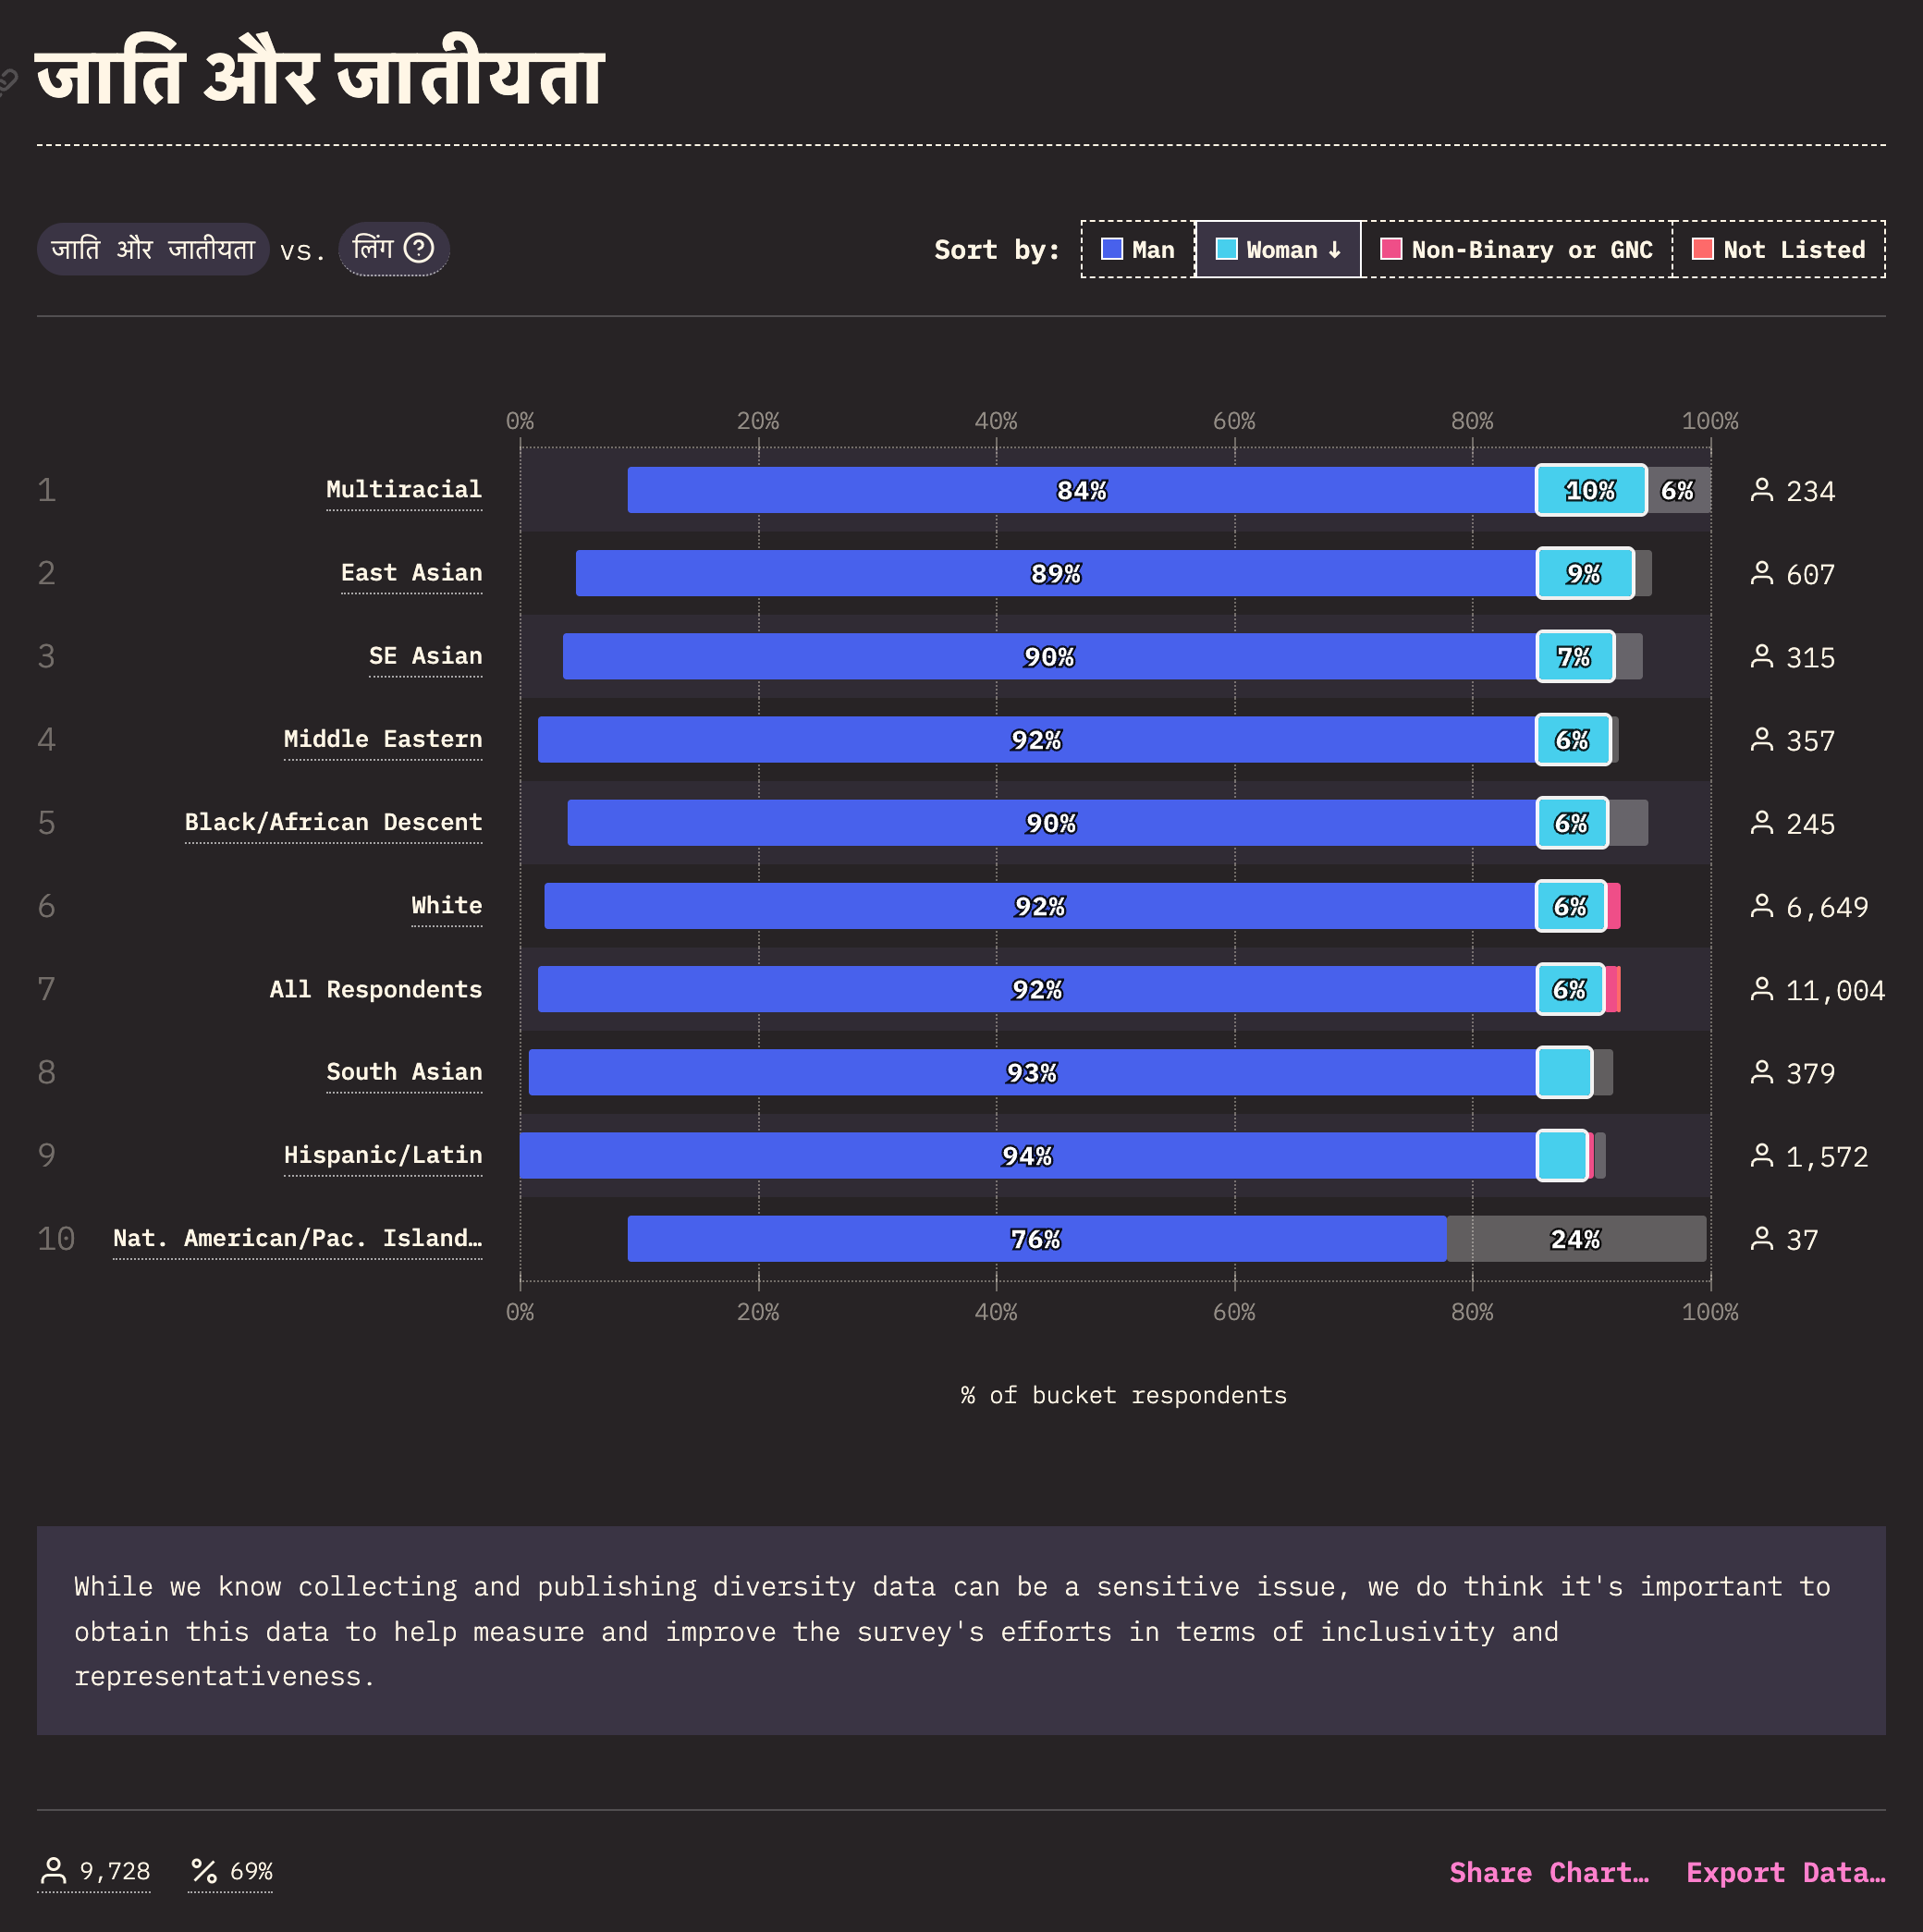 जाति और जातीयता
जाति और जातीयता vs. लिंग ? Sort by: Man Woman ↓ Non-Binary or GNC Not Listed
0% 20% 40% 60% 80% 100%
1 Multiracial 84% 10% 6% 234
2 East Asian 89% 9% 607
3 SE Asian 90% 7% 315
4 Middle Eastern 92% 6% 357
5 Black/African Descent 90% 6% 245
6 White 92% 6% 6,649
7 All Respondents 92% 6% 11,004
8 South Asian 93% 379
9 Hispanic/Latin 94% 1,572
10 Nat. American/Pac. Island… 76% 24% 37
0% 20% 40% 60% 80% 100%
% of bucket respondents
While we know collecting and publishing diversity data can be a sensitive issue, we do think it's important to
obtain this data to help measure and improve the survey's efforts in terms of inclusivity and
representativeness.
9,728 % 69% Share Chart… Export Data…